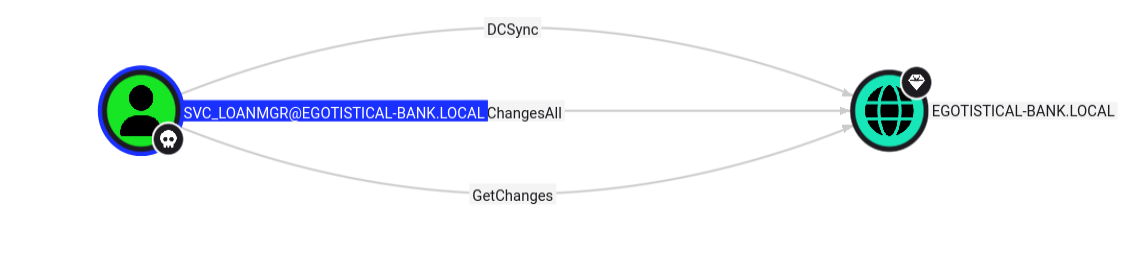 DCSync
SVC_LOANMGR@EGOTISTICAL-BANK.LOCAL
ChangesAll
EGOTISTICAL-BANK.LOCAL
GetChanges